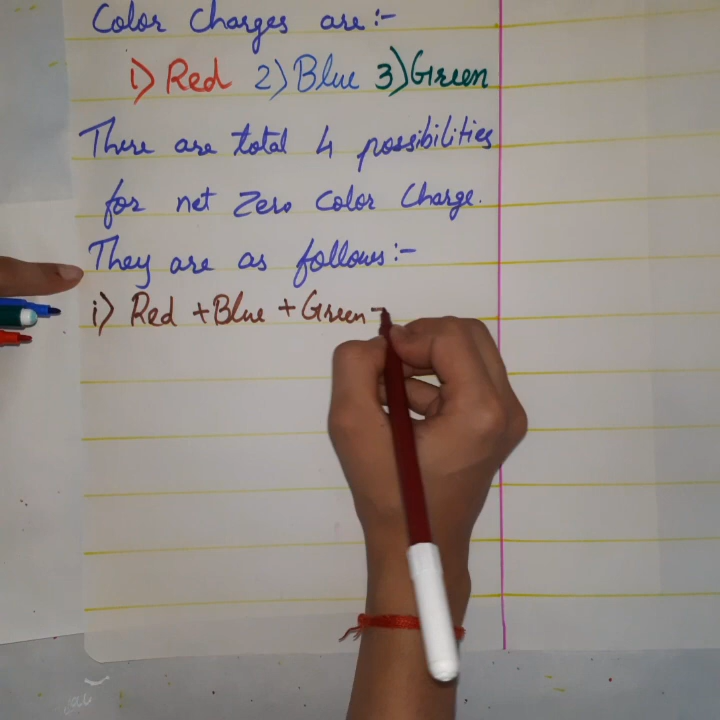 Color Charges are:-
1) Red 2) Blue 3) Green
There are total 4 possibilities
for net Zero Color Charge.
They are as follows:-
i) Red + Blue + Green -